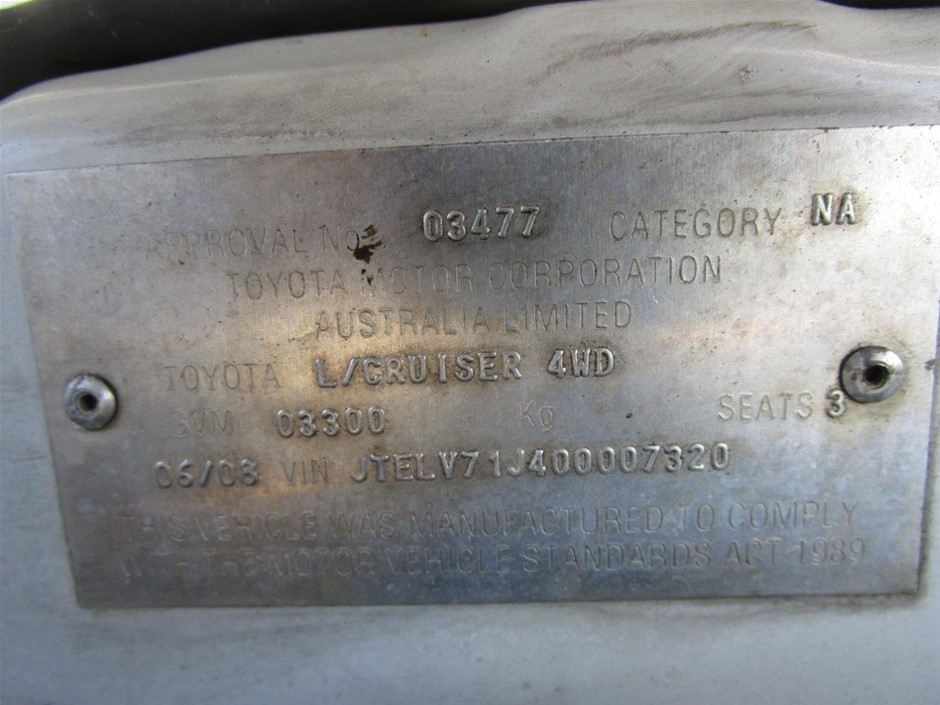 APPROVAL No 03477 CATEGORY NA
TOYOTA MOTOR CORPORATION
AUSTRALIA LIMITED
TOYOTA L/CRUISER 4WD
GVM 03300 Kg SEATS 3
06/08 VIN JTELV71J400007320
THIS VEHICLE WAS MANUFACTURED TO COMPLY
WITH THE MOTOR VEHICLE STANDARDS ACT 1989